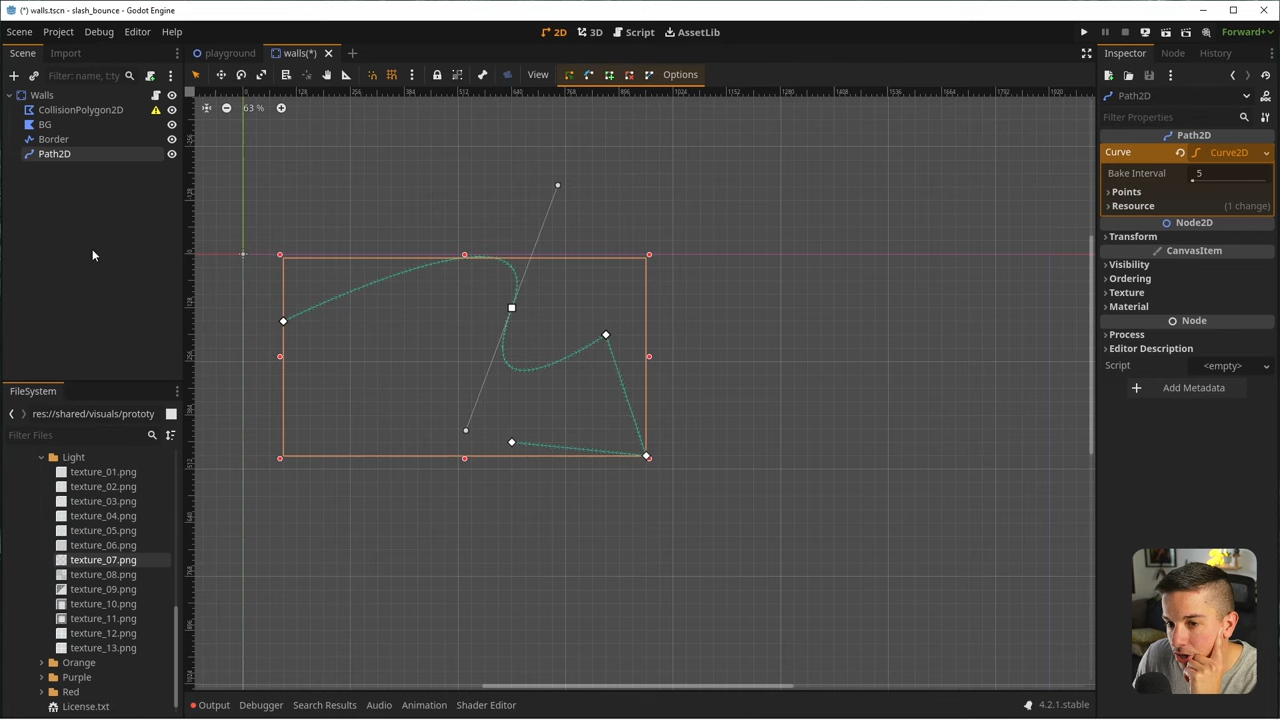 (*) walls.tscn - slash_bounce - Godot Engine
Scene Project Debug Editor Help
2D 3D Script AssetLib
Forward+
Scene Import
playground walls(*)
Inspector Node History
Filter: name, t:ty
View Options
63 %
Walls
CollisionPolygon2D
BG
Border
Path2D
Path2D
Filter Properties
Path2D
Curve Curve2D
Bake Interval 5
Points
Resource (1 change)
Node2D
Transform
CanvasItem
Visibility
Ordering
Texture
Material
Node
Process
Editor Description
Script <empty>
Add Metadata
FileSystem
res://shared/visuals/prototy
Filter Files
Light
texture_01.png
texture_02.png
texture_03.png
texture_04.png
texture_05.png
texture_06.png
texture_07.png
texture_08.png
texture_09.png
texture_10.png
texture_11.png
texture_12.png
texture_13.png
Orange
Purple
Red
License.txt
Output Debugger Search Results Audio Animation Shader Editor
4.2.1.stable